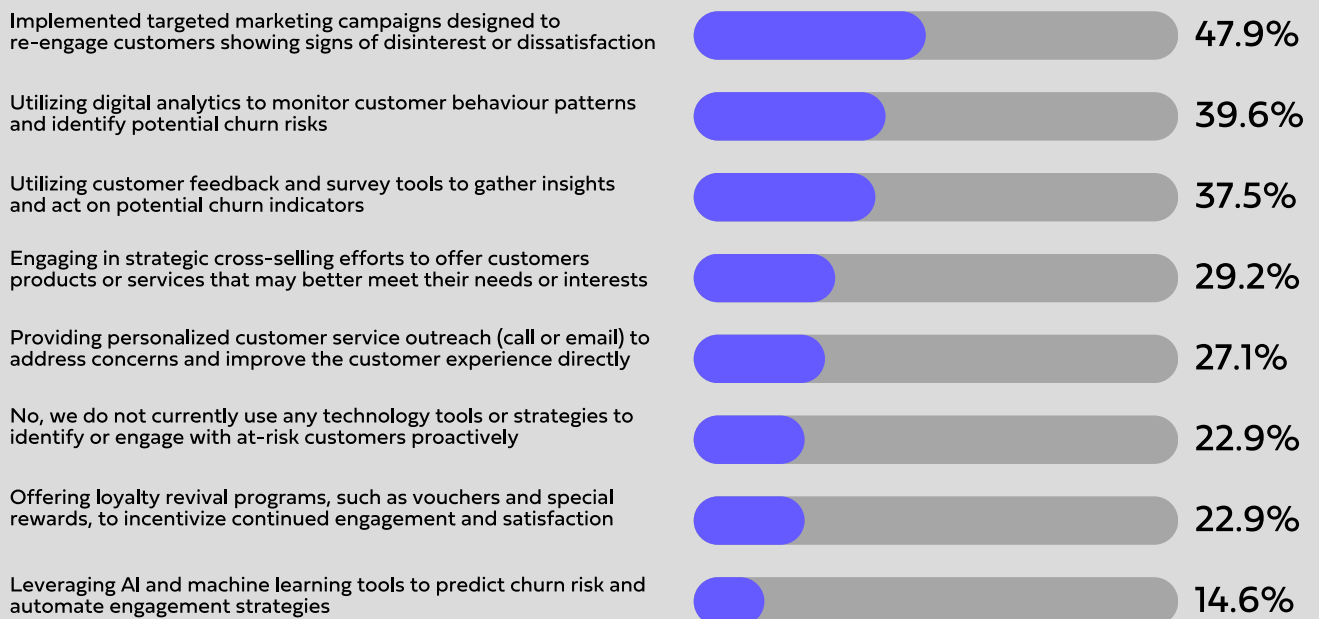 Implemented targeted marketing campaigns designed to
re-engage customers showing signs of disinterest or dissatisfaction
47.9%
Utilizing digital analytics to monitor customer behaviour patterns
and identify potential churn risks
39.6%
Utilizing customer feedback and survey tools to gather insights
and act on potential churn indicators
37.5%
Engaging in strategic cross-selling efforts to offer customers
products or services that may better meet their needs or interests
29.2%
Providing personalized customer service outreach (call or email) to
address concerns and improve the customer experience directly
27.1%
No, we do not currently use any technology tools or strategies to
identify or engage with at-risk customers proactively
22.9%
Offering loyalty revival programs, such as vouchers and special
rewards, to incentivize continued engagement and satisfaction
22.9%
Leveraging AI and machine learning tools to predict churn risk and
automate engagement strategies
14.6%